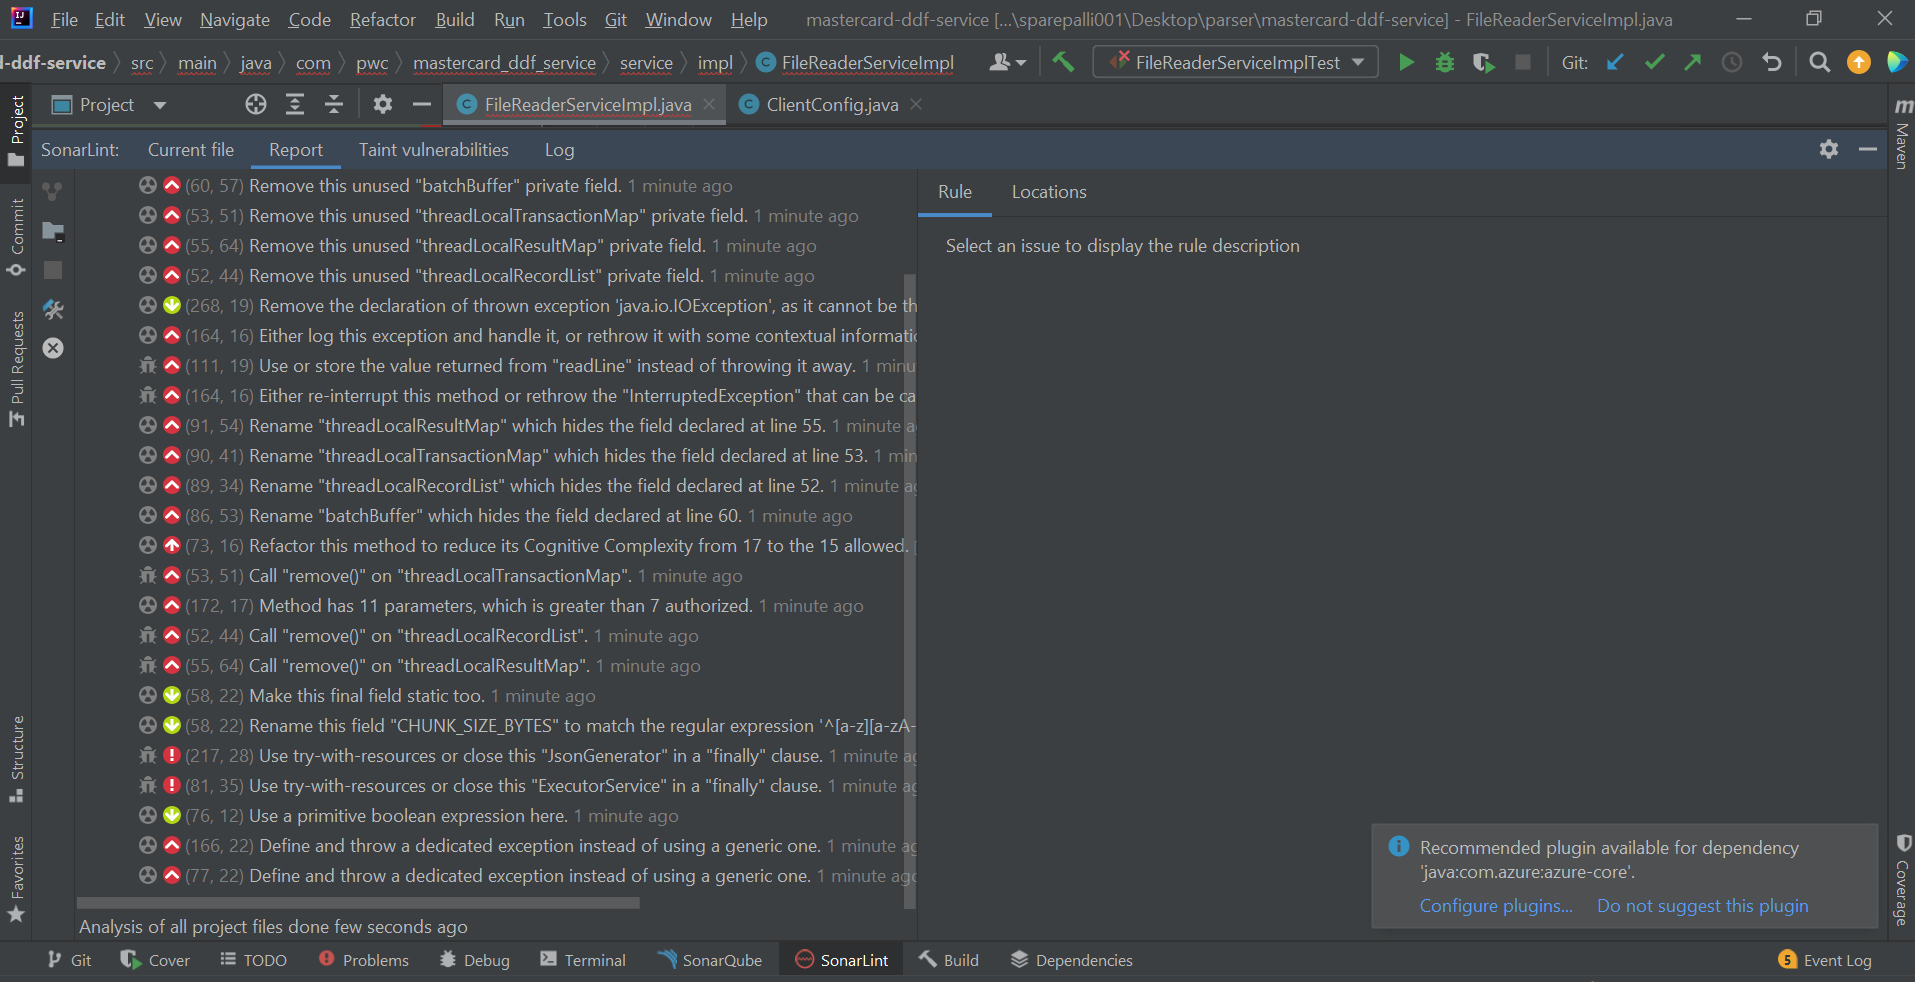 File Edit View Navigate Code Refactor Build Run Tools Git Window Help mastercard-ddf-service [...\sparepalli001\Desktop\parser\mastercard-ddf-service] - FileReaderServiceImpl.java
d-ddf-service src main java com pwc mastercard_ddf_service service impl FileReaderServiceImpl FileReaderServiceImplTest Git:
Project FileReaderServiceImpl.java ClientConfig.java
SonarLint: Current file Report Taint vulnerabilities Log
Rule Locations
Select an issue to display the rule description
(60, 57) Remove this unused "batchBuffer" private field. 1 minute ago
(53, 51) Remove this unused "threadLocalTransactionMap" private field. 1 minute ago
(55, 64) Remove this unused "threadLocalResultMap" private field. 1 minute ago
(52, 44) Remove this unused "threadLocalRecordList" private field. 1 minute ago
(268, 19) Remove the declaration of thrown exception 'java.io.IOException', as it cannot be th
(164, 16) Either log this exception and handle it, or rethrow it with some contextual informatio
(111, 19) Use or store the value returned from "readLine" instead of throwing it away. 1 minu
(164, 16) Either re-interrupt this method or rethrow the "InterruptedException" that can be ca
(91, 54) Rename "threadLocalResultMap" which hides the field declared at line 55. 1 minute a
(90, 41) Rename "threadLocalTransactionMap" which hides the field declared at line 53. 1 min
(89, 34) Rename "threadLocalRecordList" which hides the field declared at line 52. 1 minute ag
(86, 53) Rename "batchBuffer" which hides the field declared at line 60. 1 minute ago
(73, 16) Refactor this method to reduce its Cognitive Complexity from 17 to the 15 allowed. [
(53, 51) Call "remove()" on "threadLocalTransactionMap". 1 minute ago
(172, 17) Method has 11 parameters, which is greater than 7 authorized. 1 minute ago
(52, 44) Call "remove()" on "threadLocalRecordList". 1 minute ago
(55, 64) Call "remove()" on "threadLocalResultMap". 1 minute ago
(58, 22) Make this final field static too. 1 minute ago
(58, 22) Rename this field "CHUNK_SIZE_BYTES" to match the regular expression '^[a-z][a-zA-
(217, 28) Use try-with-resources or close this "JsonGenerator" in a "finally" clause. 1 minute ag
(81, 35) Use try-with-resources or close this "ExecutorService" in a "finally" clause. 1 minute ag
(76, 12) Use a primitive boolean expression here. 1 minute ago
(166, 22) Define and throw a dedicated exception instead of using a generic one. 1 minute ag
(77, 22) Define and throw a dedicated exception instead of using a generic one. 1 minute ago
Analysis of all project files done few seconds ago
Recommended plugin available for dependency
'java:com.azure:azure-core'.
Configure plugins... Do not suggest this plugin
Project
Commit
Pull Requests
Structure
Favorites
m Maven
Coverage
Git Cover TODO Problems Debug Terminal SonarQube SonarLint Build Dependencies 5 Event Log